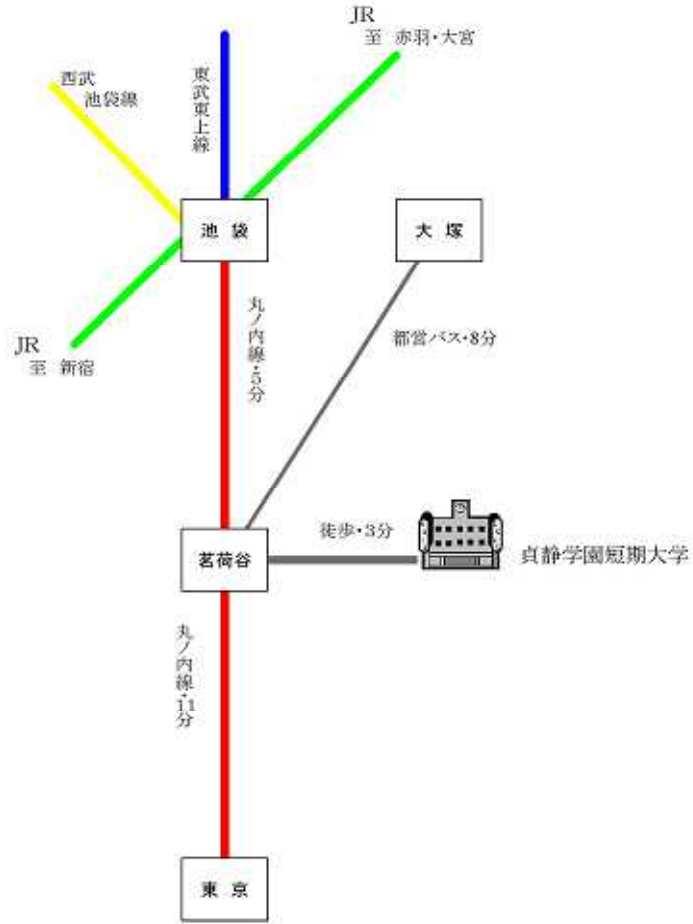 JR
至 赤羽・大宮
西武
池袋線
東武東上線
池 袋
大 塚
JR
至 新宿
丸ノ内線・5分
都営バス・8分
徒歩・3分
茗荷谷
貞静学園短期大学
丸ノ内線・11分
東 京